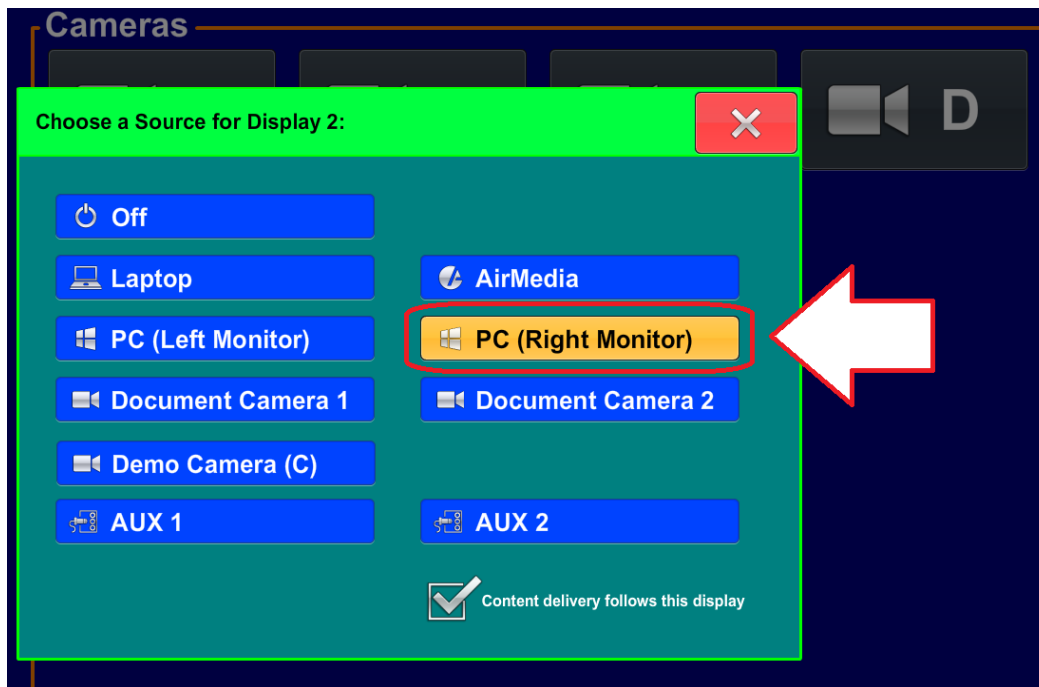 Cameras
D
Choose a Source for Display 2:
Off
Laptop
AirMedia
PC (Left Monitor)
PC (Right Monitor)
Document Camera 1
Document Camera 2
Demo Camera (C)
AUX 1
AUX 2
Content delivery follows this display